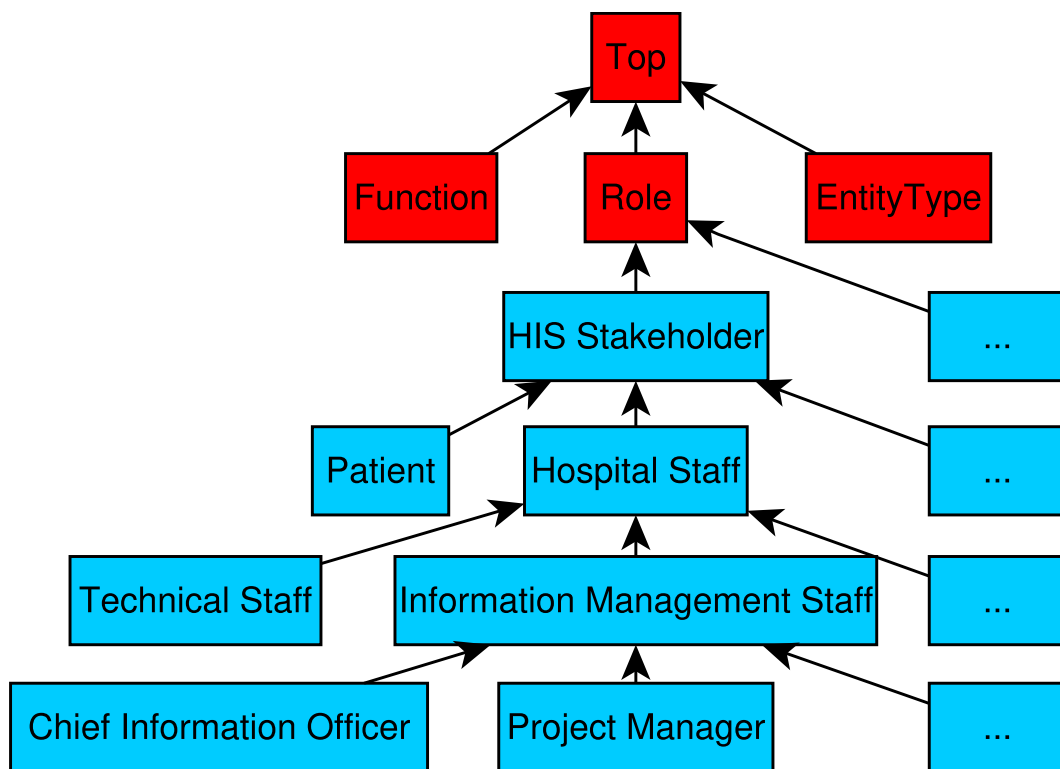 Top
Function
Role
EntityType
HIS Stakeholder
...
Patient
Hospital Staff
...
Technical Staff
Information Management Staff
...
Chief Information Officer
Project Manager
...